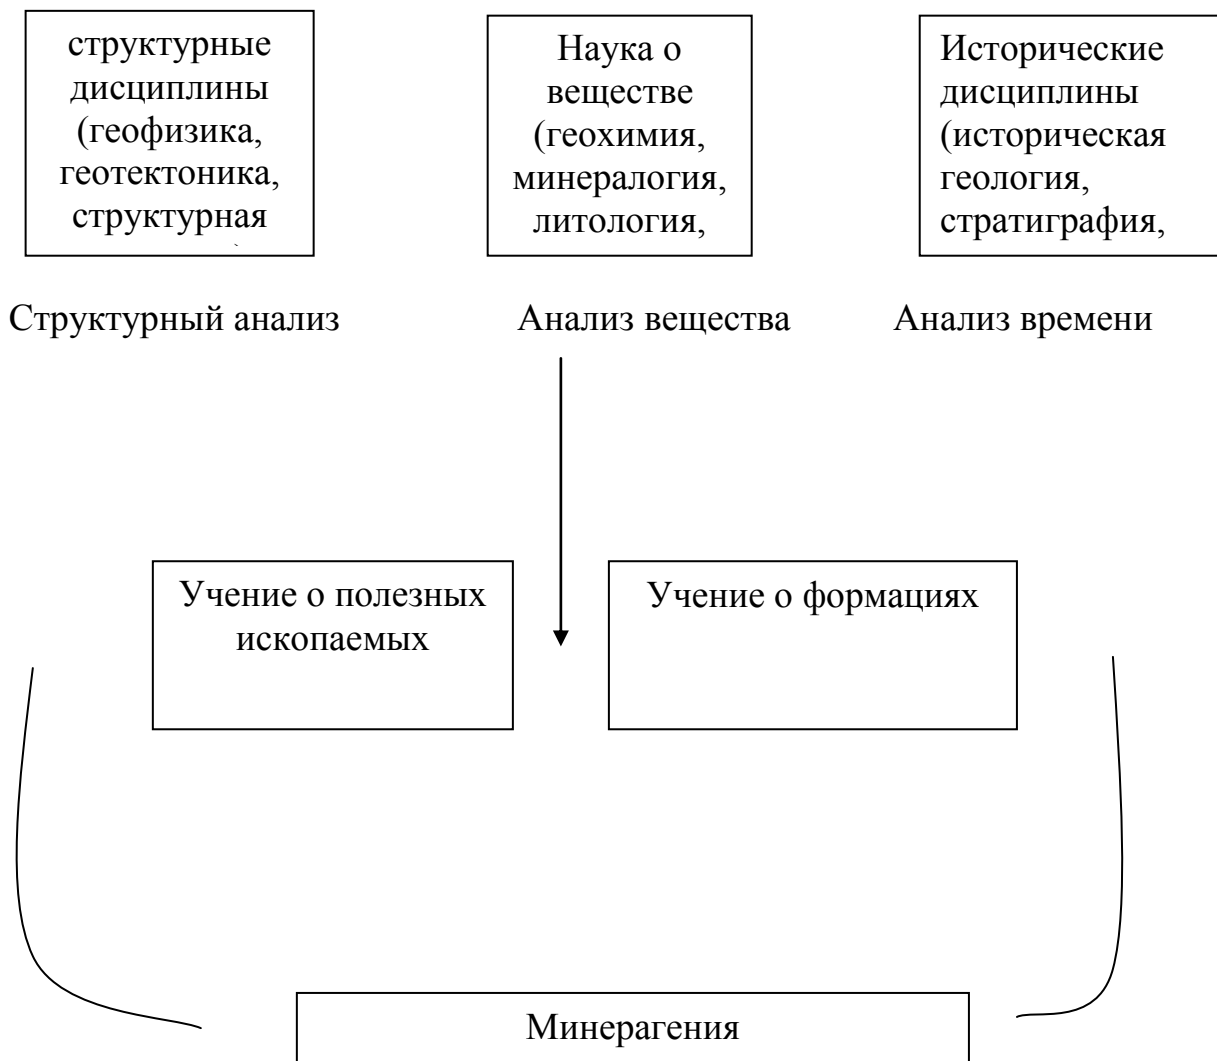 структурные
дисциплины
(геофизика,
геотектоника,
структурная
Наука о
веществе
(геохимия,
минералогия,
литология,
Исторические
дисциплины
(историческая
геология,
стратиграфия,
Структурный анализ
Анализ вещества
Анализ времени
Учение о полезных
ископаемых
Учение о формациях
Минерагения